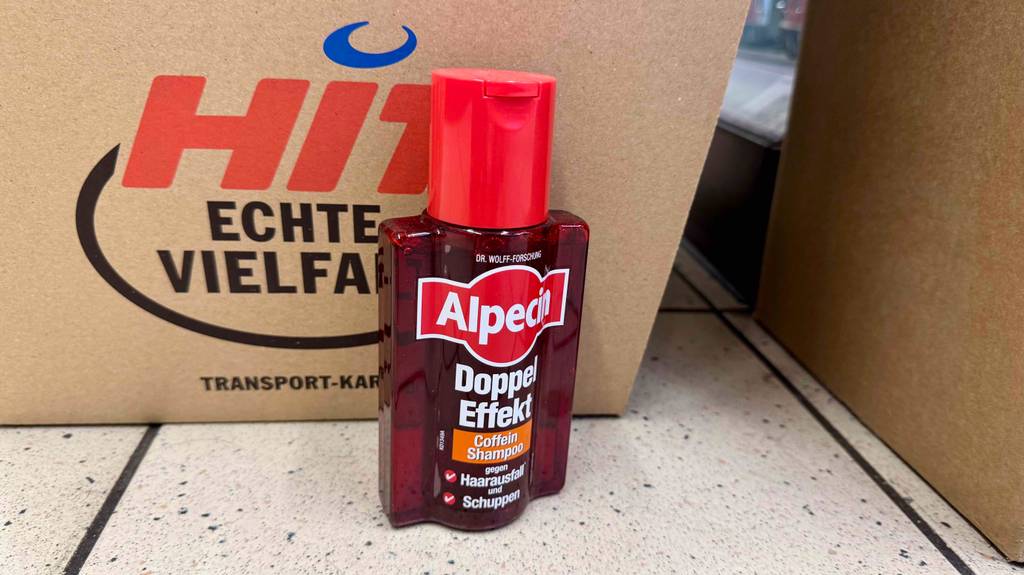 HIT
ECHTE
VIELFA
TRANSPORT-KAR
DR. WOLFF-FORSCHUNG
Alpecin
Doppel
Effekt
Coffein
Shampoo
gegen
Haarausfall*
und
Schuppen